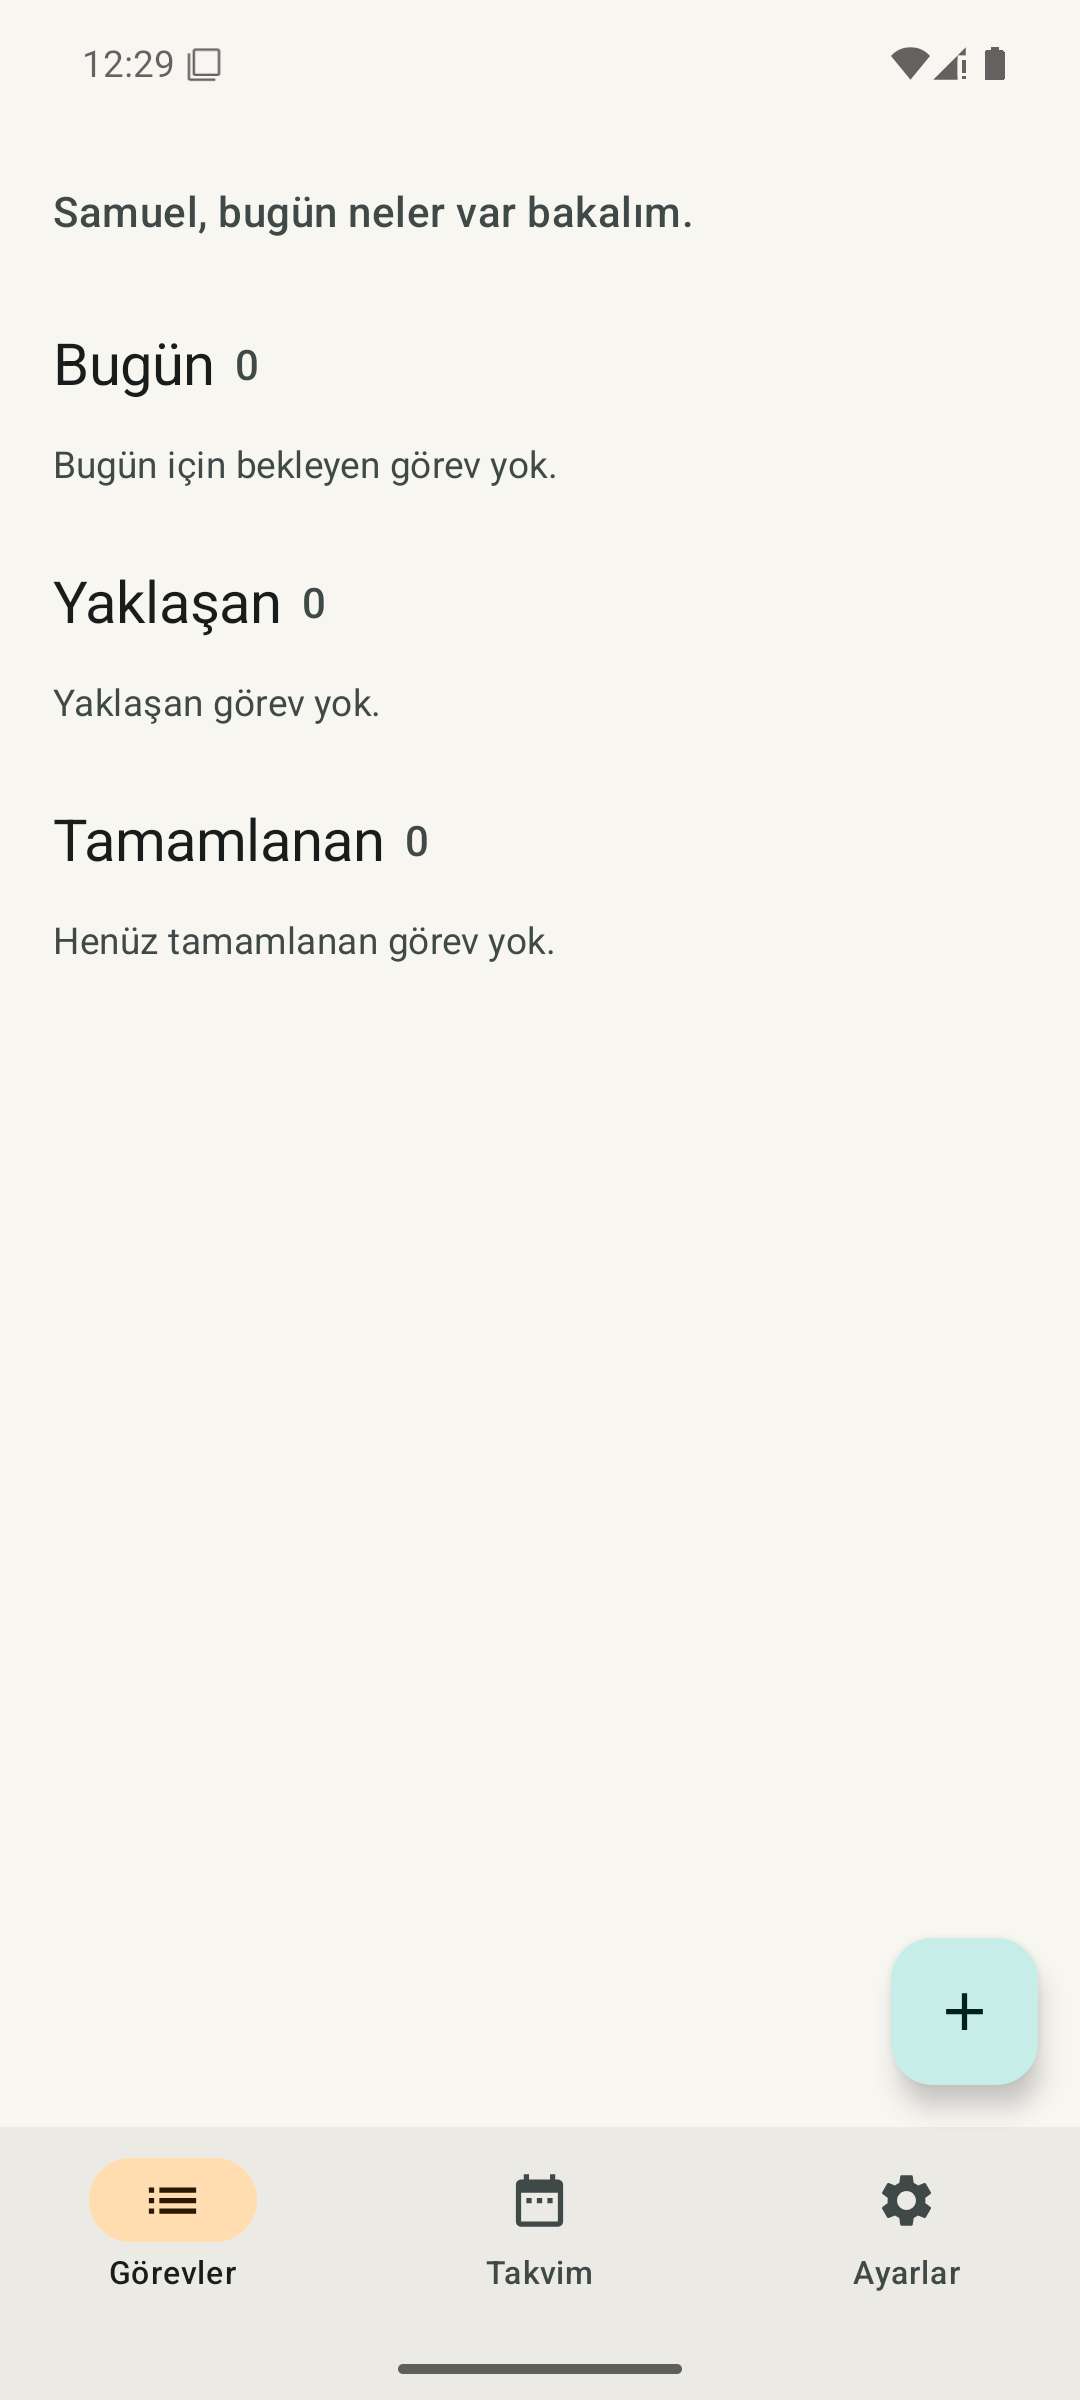 12:29
Samuel, bugün neler var bakalım.
Bugün 0
Bugün için bekleyen görev yok.
Yaklaşan 0
Yaklaşan görev yok.
Tamamlanan 0
Henüz tamamlanan görev yok.
Görevler
Takvim
Ayarlar